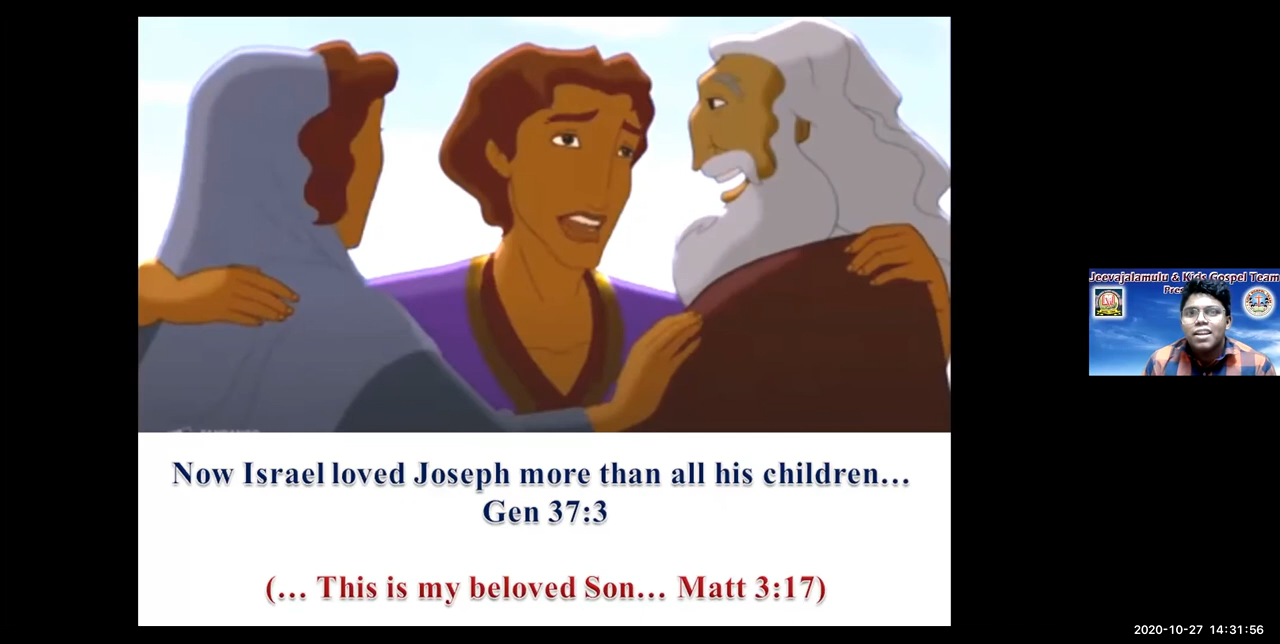 Now Israel loved Joseph more than all his children…
Gen 37:3
(… This is my beloved Son… Matt 3:17)
Jeevajalamulu & Kids Gospel Team
2020-10-27 14:31:56